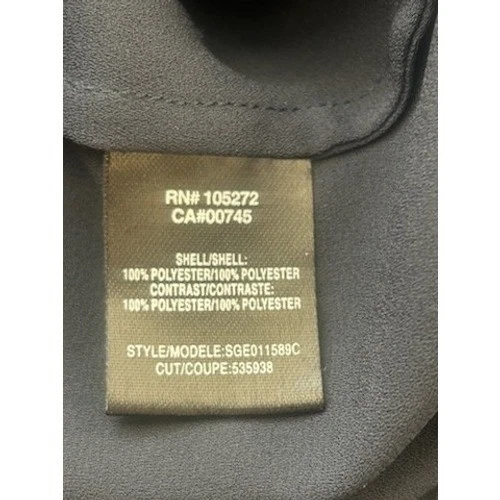 RN# 105272
CA#00745
SHELL/SHELL:
100% POLYESTER/100% POLYESTER
CONTRAST/CONTRASTE:
100% POLYESTER/100% POLYESTER
STYLE/MODELE:SGE011589C
CUT/COUPE:535938